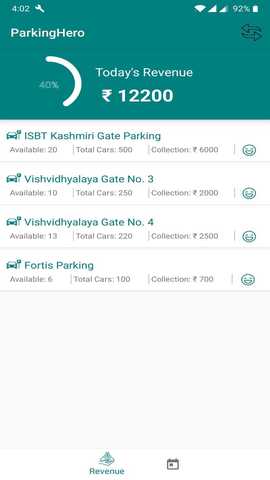 4:02 92%
ParkingHero
40% Today's Revenue
₹ 12200
ISBT Kashmiri Gate Parking
Available: 20 Total Cars: 500 Collection: ₹ 6000
Vishvidhyalaya Gate No. 3
Available: 10 Total Cars: 250 Collection: ₹ 2000
Vishvidhyalaya Gate No. 4
Available: 13 Total Cars: 220 Collection: ₹ 2500
Fortis Parking
Available: 6 Total Cars: 100 Collection: ₹ 700
Revenue